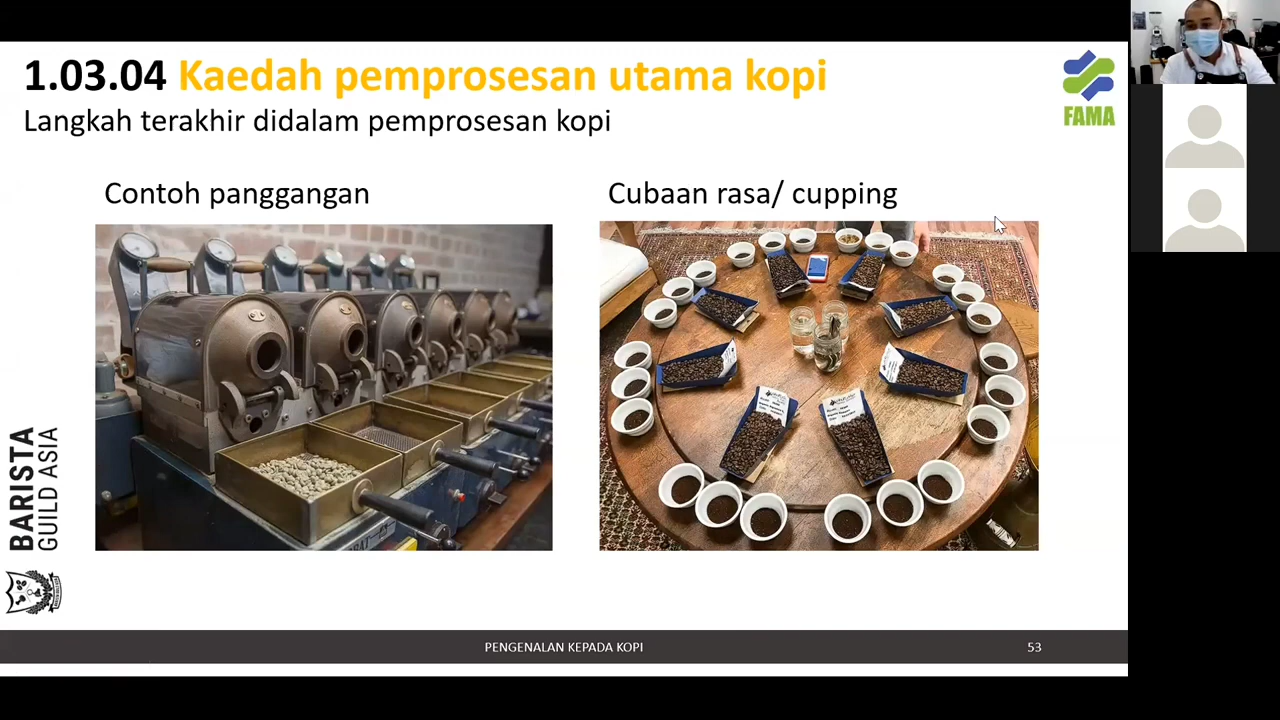 1.03.04 Kaedah pemprosesan utama kopi
Langkah terakhir didalam pemprosesan kopi
FAMA
Contoh panggangan
Cubaan rasa/ cupping
BARISTA
GUILD ASIA
PENGENALAN KEPADA KOPI
53